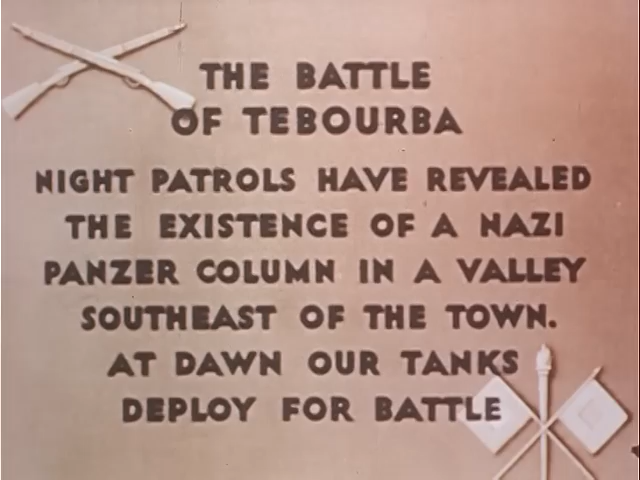 THE BATTLE
OF TEBOURBA
NIGHT PATROLS HAVE REVEALED
THE EXISTENCE OF A NAZI
PANZER COLUMN IN A VALLEY
SOUTHEAST OF THE TOWN.
AT DAWN OUR TANKS
DEPLOY FOR BATTLE